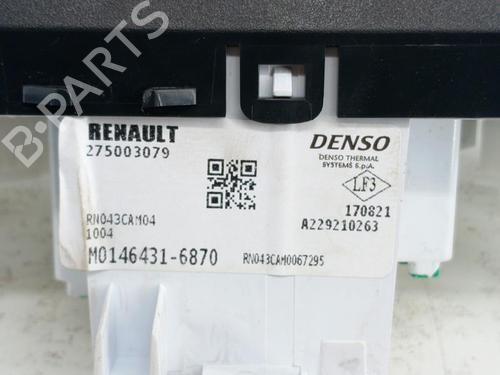 B-PARTS
RENAULT
275003079
DENSO
DENSO THERMAL
SYSTEMS S.p.A.
LF3
170821
A229210263
RN043CAM04
1004
M0146431-6870
RN043CAM0067295